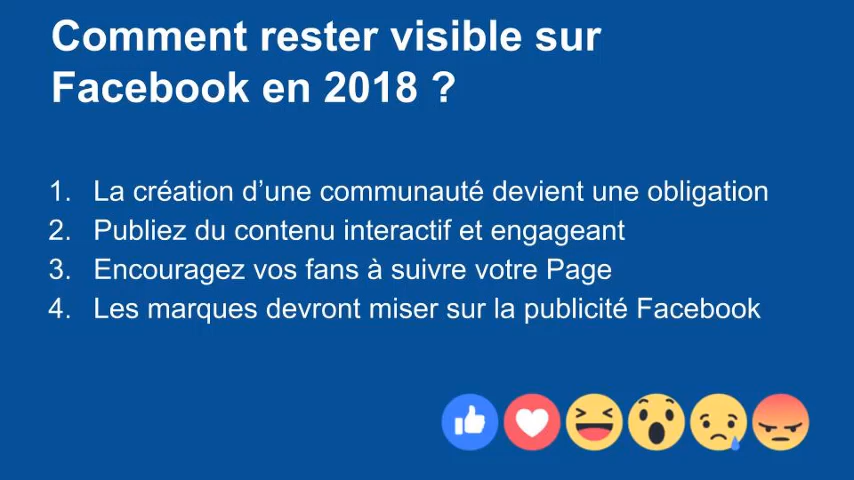 Comment rester visible sur
Facebook en 2018 ?
1. La création d’une communauté devient une obligation
2. Publiez du contenu interactif et engageant
3. Encouragez vos fans à suivre votre Page
4. Les marques devront miser sur la publicité Facebook